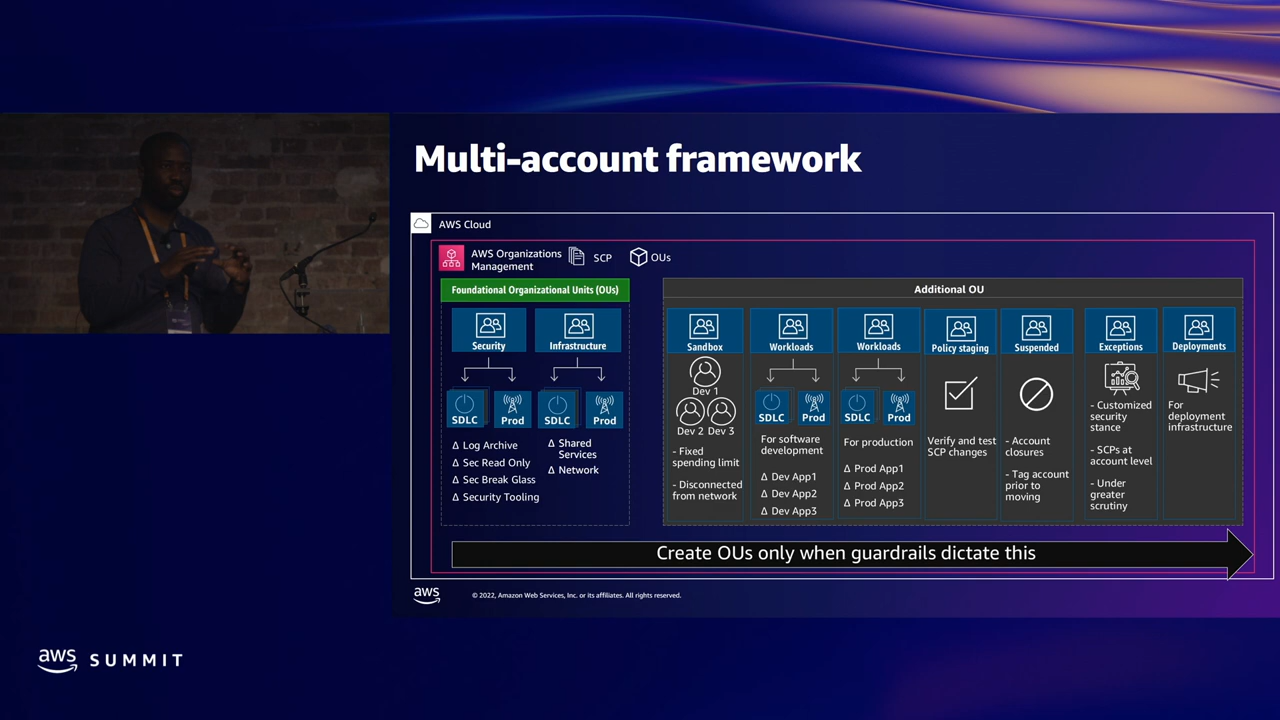 Multi-account framework
AWS Cloud
AWS Organizations
Management
SCP
OUs
Foundational Organizational Units (OUs)
Security
Infrastructure
SDLC
Prod
SDLC
Prod
Δ Log Archive
Δ Sec Read Only
Δ Sec Break Glass
Δ Security Tooling
Δ Shared
Services
Δ Network
Additional OU
Sandbox
Dev 1
Dev 2 Dev 3
- Fixed
spending limit
- Disconnected
from network
Workloads
SDLC
Prod
For software
development
Δ Dev App1
Δ Dev App2
Δ Dev App3
Workloads
SDLC
Prod
For production
Δ Prod App1
Δ Prod App2
Δ Prod App3
Policy staging
Verify and test
SCP changes
Suspended
- Account
closures
- Tag account
prior to
moving
Exceptions
- Customized
security
stance
- SCPs at
account level
- Under
greater
scrutiny
Deployments
For
deployment
infrastructure
Create OUs only when guardrails dictate this
aws
© 2022, Amazon Web Services, Inc. or its affiliates. All rights reserved.
aws SUMMIT